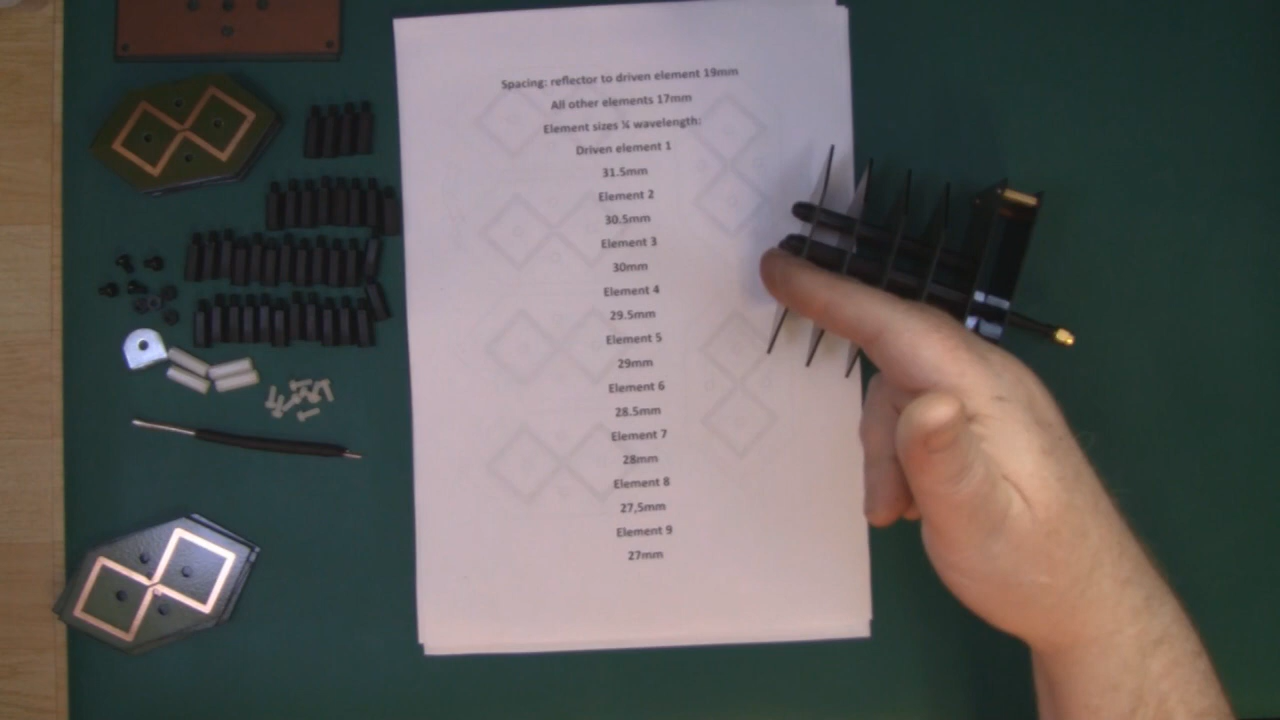 Spacing: reflector to driven element 19mm
All other elements 17mm
Element sizes ¼ wavelength:
Driven element 1
31.5mm
Element 2
30.5mm
Element 3
30mm
Element 4
29.5mm
Element 5
29mm
Element 6
28.5mm
Element 7
28mm
Element 8
27,5mm
Element 9
27mm